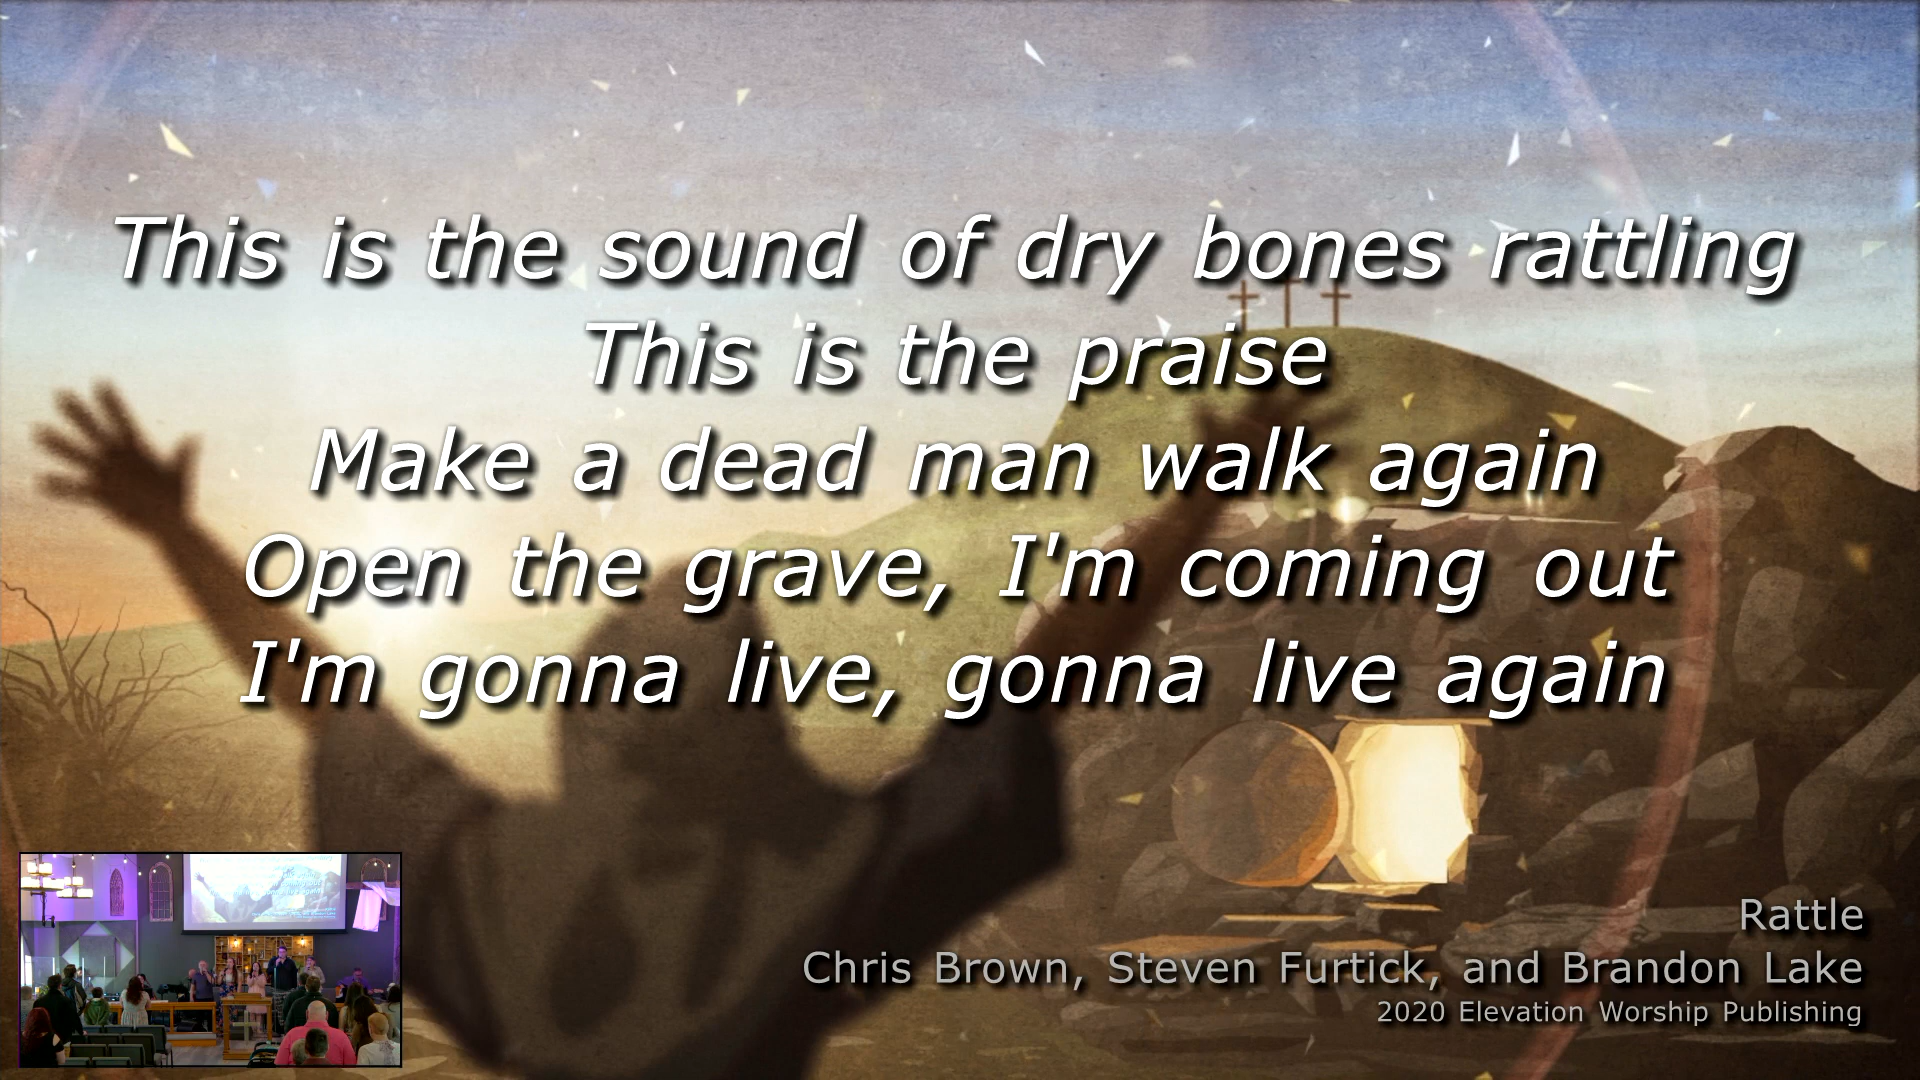 This is the sound of dry bones rattling
This is the praise
Make a dead man walk again
Open the grave, I'm coming out
I'm gonna live, gonna live again
Rattle
Chris Brown, Steven Furtick, and Brandon Lake
2020 Elevation Worship Publishing